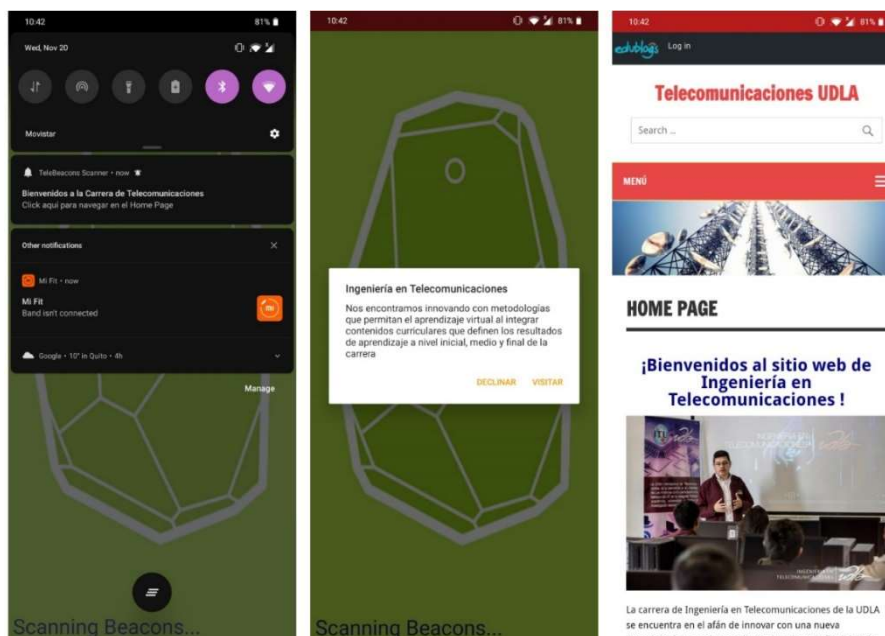 10:42
81%
Wed, Nov 20
Movistar
TeleBeacons Scanner • now
Bienvenidos a la Carrera de Telecomunicaciones
Click aquí para navegar en el Home Page
Other notifications
Mi Fit • now
Mi Fit
Band isn't connected
Google • 10° in Quito • 4h
Manage
Scanning Beacons...
10:42
81%
Ingeniería en Telecomunicaciones
Nos encontramos innovando con metodologías
que permitan el aprendizaje virtual al integrar
contenidos curriculares que definen los resultados
de aprendizaje a nivel inicial, medio y final de la
carrera
DECLINAR VISITAR
Scanning Beacons...
10:42
81%
edublogs Log in
Telecomunicaciones UDLA
Search ...
MENÚ
HOME PAGE
¡Bienvenidos al sitio web de
Ingeniería en
Telecomunicaciones !
La carrera de Ingeniería en Telecomunicaciones de la UDLA
se encuentra en el afán de innovar con una nueva